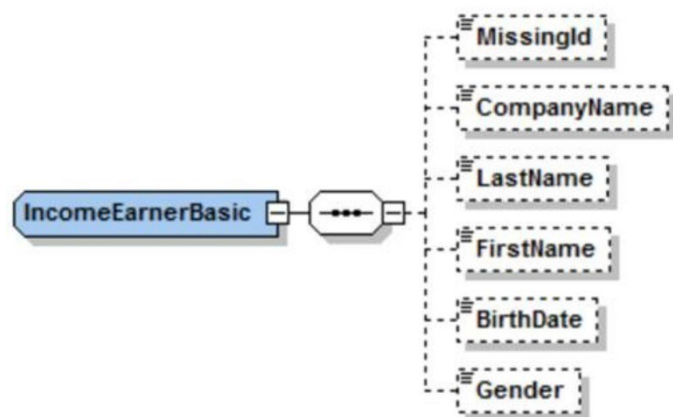 MissingId
CompanyName
LastName
IncomeEarnerBasic
FirstName
BirthDate
Gender